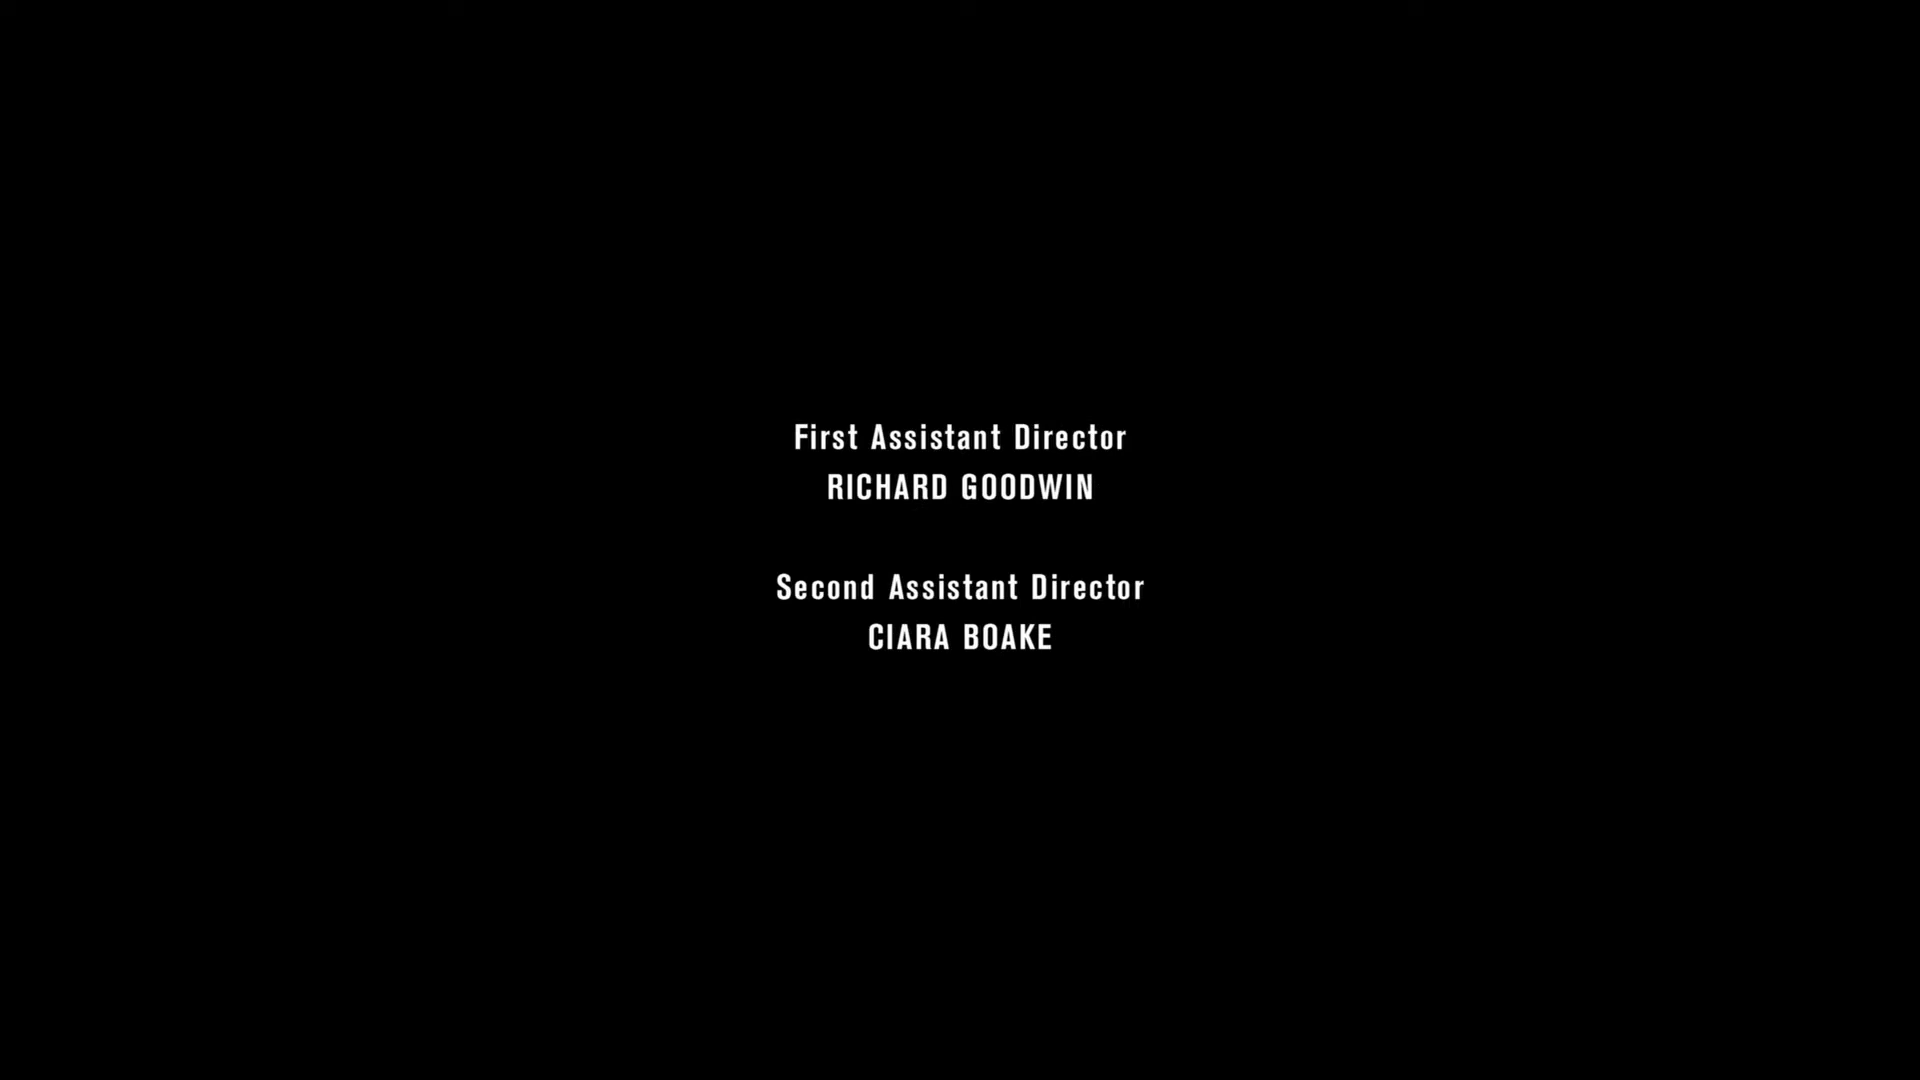 First Assistant Director
RICHARD GOODWIN
Second Assistant Director
CIARA BOAKE